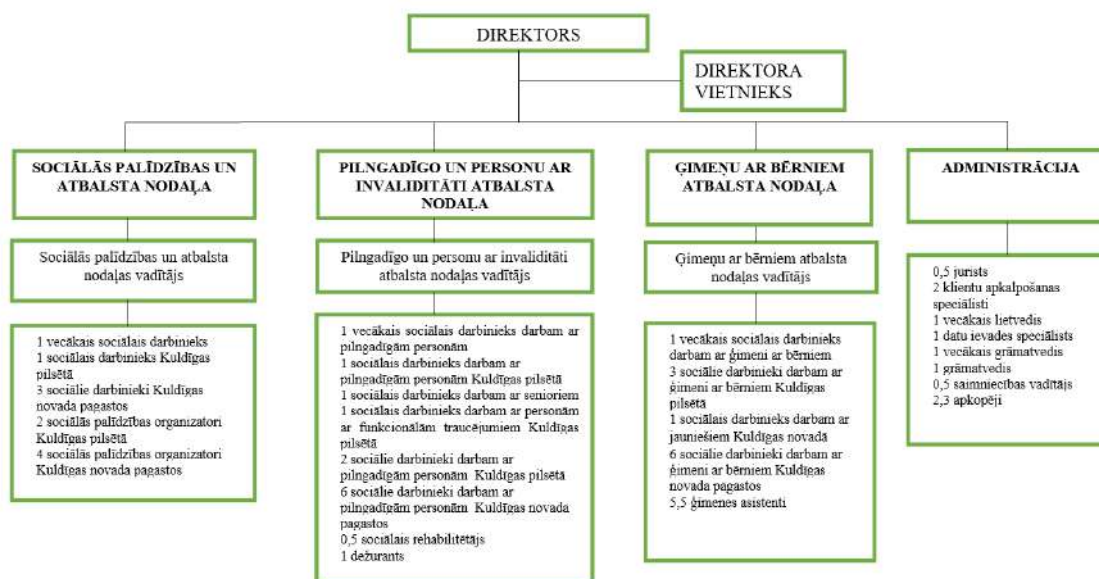 DIREKTORS
DIREKTORA
VIETNIEKS
SOCIĀLĀS PALĪDZĪBAS UN
ATBALSTA NODAĻA
Sociālās palīdzības un atbalsta
nodaļas vadītājs
1 vecākais sociālais darbinieks
1 sociālais darbinieks Kuldīgas
pilsētā
3 sociālie darbinieki Kuldīgas
novada pagastos
2 sociālās palīdzības organizatori
Kuldīgas pilsētā
4 sociālās palīdzības organizatori
Kuldīgas novada pagastos
PILNGADĪGO UN PERSONU AR
INVALIDITĀTI ATBALSTA
NODAĻA
Pilngadīgo un personu ar invaliditāti
atbalsta nodaļas vadītājs
1 vecākais sociālais darbinieks darbam ar
pilngadīgām personām
1 sociālais darbinieks darbam ar
pilngadīgām personām Kuldīgas pilsētā
1 sociālais darbinieks darbam ar senioriem
1 sociālais darbinieks darbam ar personām
ar funkcionālām traucējumiem Kuldīgas
pilsētā
2 sociālie darbinieki darbam ar
pilngadīgām personām Kuldīgas pilsētā
6 sociālie darbinieki darbam ar
pilngadīgām personām Kuldīgas novada
pagastos
0,5 sociālais rehabilitētājs
1 dežurants
ĢIMEŅU AR BĒRNIEM
ATBALSTA NODAĻA
Ģimeņu ar bērniem atbalsta
nodaļas vadītājs
1 vecākais sociālais darbinieks
darbam ar ģimeni ar bērniem
3 sociālie darbinieki darbam ar
ģimeni ar bērniem Kuldīgas
pilsētā
1 sociālais darbinieks darbam ar
jauniešiem Kuldīgas novadā
6 sociālie darbinieki darbam ar
ģimeni ar bērniem Kuldīgas
novada pagastos
5,5 ģimenes asistenti
ADMINISTRĀCIJA
0,5 jurists
2 klientu apkalpošanas
speciālisti
1 vecākais lietvedis
1 datu ievades speciālists
1 vecākais grāmatvedis
1 grāmatvedis
0,5 saimniecības vadītājs
2,3 apkopēji